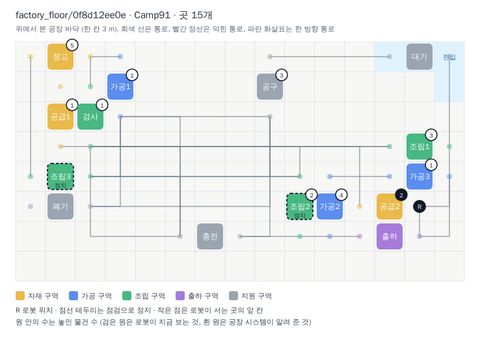 factory_floor/0f8d12ee0e · Camp91 · 곳 15개
위에서 본 공장 바닥 (한 칸 3 m). 회색 선은 통로, 빨간 점선은 막힌 통로, 파란 화살표는 한 방향 통로
창고 5
대기
진입
가공1 1
공구 3
공급1 1
검사 1
조립1 3
조립3
정지
가공3 1
폐기
조립2 2
정지
가공2 4
공급2 2
R
충전
출하
자재 구역
가공 구역
조립 구역
출하 구역
지원 구역
R 로봇 위치 · 점선 테두리는 점검으로 정지 · 작은 점은 로봇이 서는 곳의 앞 칸
원 안의 수는 놓인 물건 수 (검은 원은 로봇이 지금 보는 것, 흰 원은 공장 시스템이 알려 준 것)